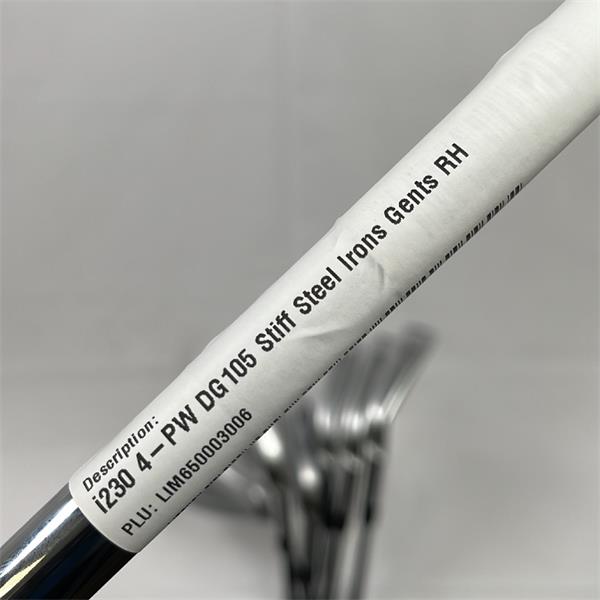 Description:
i230 4-PW DG105 Stiff Steel Irons Gents RH
PLU: LIM650003006